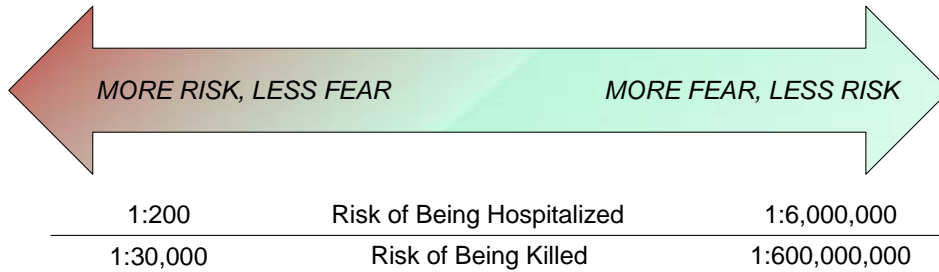 MORE RISK, LESS FEAR MORE FEAR, LESS RISK
1:200 Risk of Being Hospitalized 1:6,000,000
1:30,000 Risk of Being Killed 1:600,000,000